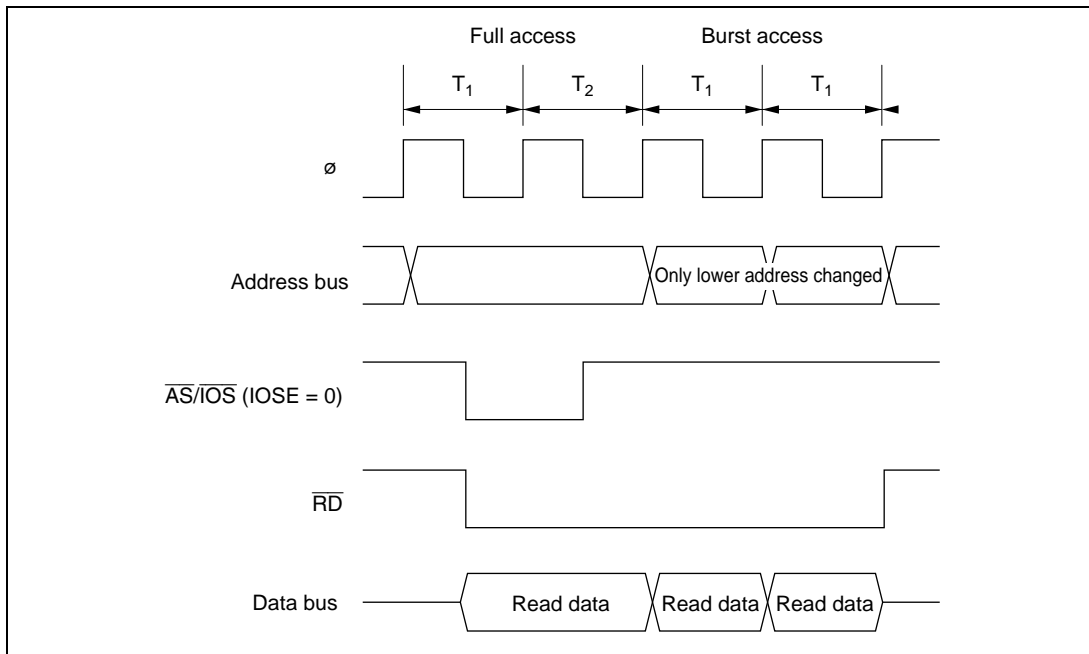 Full access Burst access
T1 T2 T1 T1
ø
Address bus Only lower address changed
AS/IOS (IOSE = 0)
RD
Data bus Read data Read data Read data